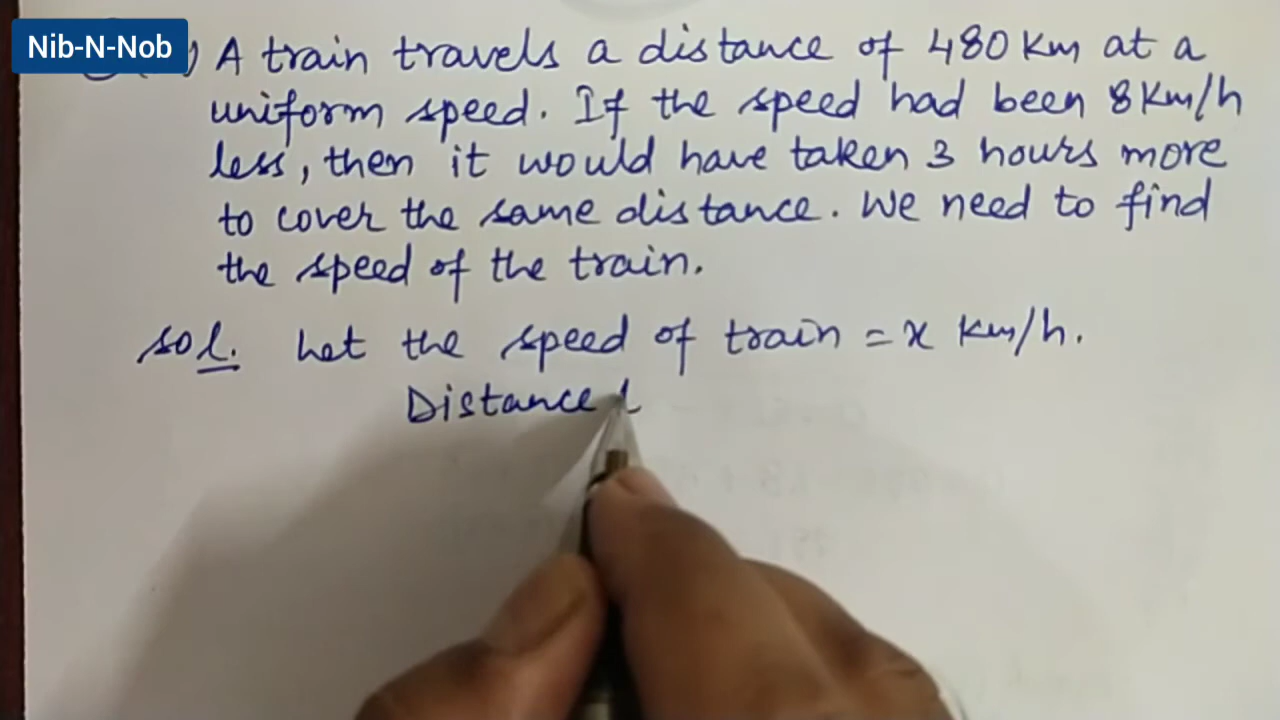 Nib-N-Nob
) A train travels a distance of 480 Km at a
uniform speed. If the speed had been 8 Km/h
less, then it would have taken 3 hours more
to cover the same distance. We need to find
the speed of the train.
Sol. Let the speed of train = x Km/h.
Distance